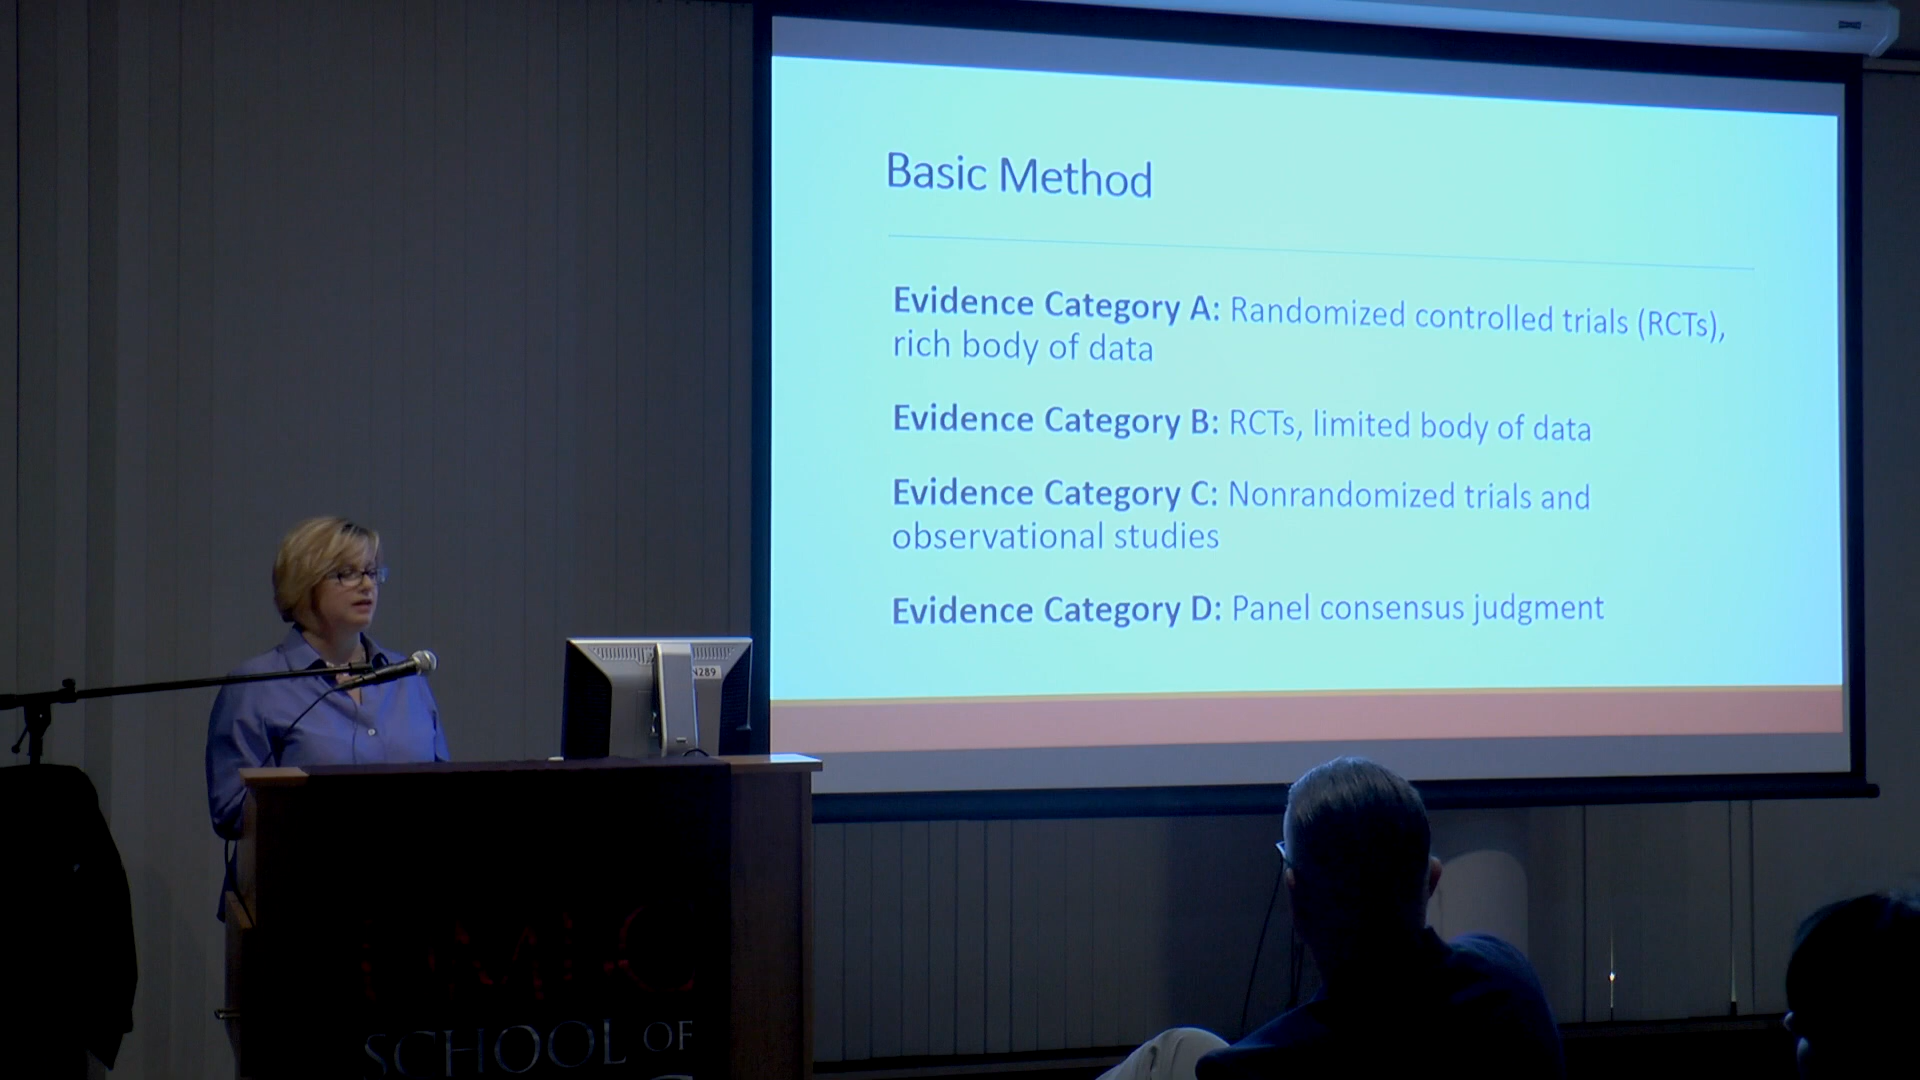 Basic Method
Evidence Category A: Randomized controlled trials (RCTs),
rich body of data
Evidence Category B: RCTs, limited body of data
Evidence Category C: Nonrandomized trials and
observational studies
Evidence Category D: Panel consensus judgment
SCHOOL OF